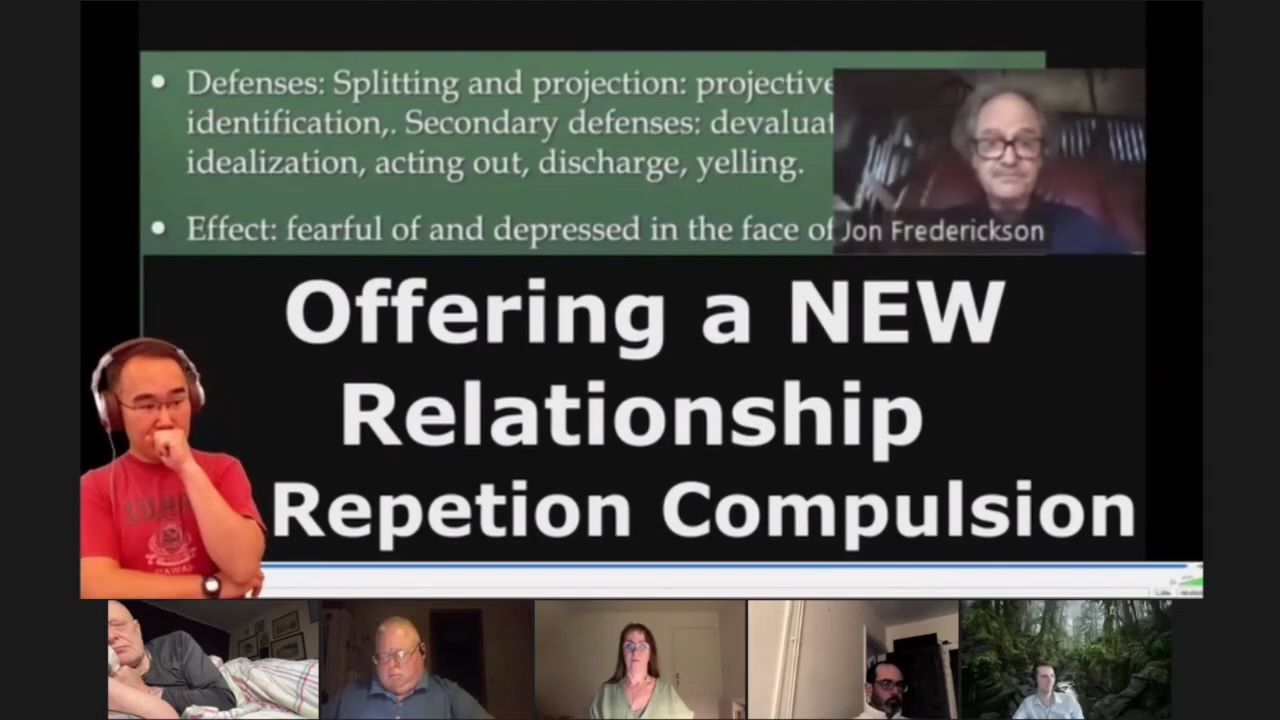 • Defenses: Splitting and projection: projective
identification,. Secondary defenses: devaluat
idealization, acting out, discharge, yelling.
• Effect: fearful of and depressed in the face of
Jon Frederickson
Offering a NEW
Relationship
Repetion Compulsion